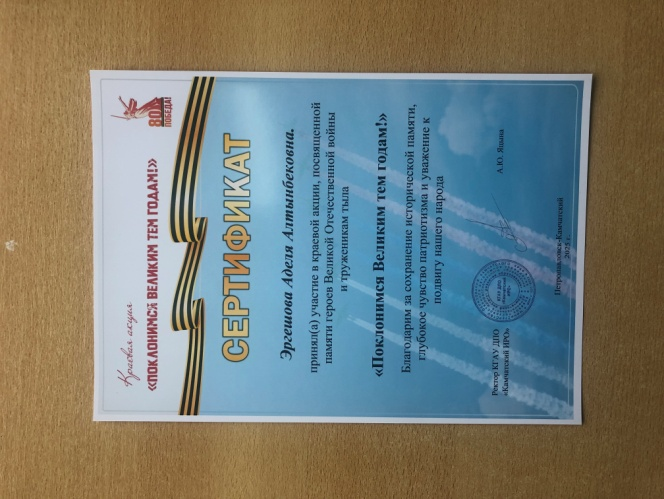 Краевая акция
«ПОКЛОНИМСЯ ВЕЛИКИМ ТЕМ ГОДАМ!»
80
ПОБЕДА!
СЕРТИФИКАТ
Эргешова Аделя Алтынбековна.
принял(а) участие в краевой акции, посвященной
памяти героев Великой Отечественной войны
и труженикам тыла
«Поклонимся Великим тем годам!»
Благодарим за сохранение исторической памяти,
глубокое чувство патриотизма и уважение к
подвигу нашего народа
Ректор КГАУ ДПО
«Камчатский ИРО»
А.Ю. Яцына
Петропавловск-Камчатский
2025 г.